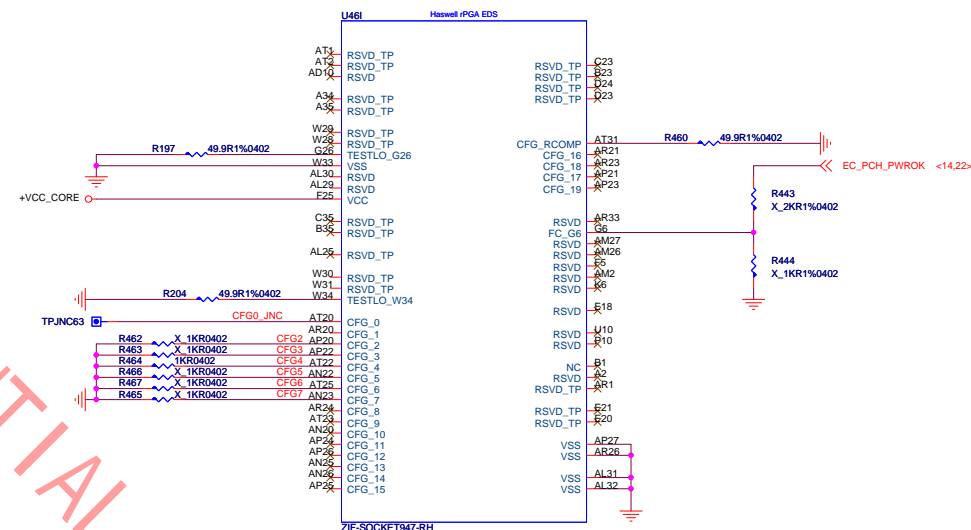 U46I
Haswell rPGA EDS
AT1 RSVD_TP
AT2 RSVD_TP
AD10 RSVD
A34 RSVD_TP
A35 RSVD_TP
W29 RSVD_TP
W28 RSVD_TP
R197 49.9R1%0402 G26 TESTLO_G26
W33 VSS
AL30 RSVD
AL29 RSVD
+VCC_CORE F25 VCC
C35 RSVD_TP
B35 RSVD_TP
AL25 RSVD_TP
W30 RSVD_TP
W31 RSVD_TP
R204 49.9R1%0402 W34 TESTLO_W34
TPJNC63 CFG0_JNC AT20 CFG_0
AR20 CFG_1
R462 X_1KR0402 CFG2 AP20 CFG_2
R463 X_1KR0402 CFG3 AP22 CFG_3
R464 1KR0402 CFG4 AT22 CFG_4
R466 X_1KR0402 CFG5 AN22 CFG_5
R467 X_1KR0402 CFG6 AT25 CFG_6
R465 X_1KR0402 CFG7 AN23 CFG_7
AR24 CFG_8
AT23 CFG_9
AN20 CFG_10
AP24 CFG_11
AP26 CFG_12
AN25 CFG_13
AN26 CFG_14
AP25 CFG_15
RSVD_TP C23
RSVD_TP B23
RSVD_TP D24
RSVD_TP D23
CFG_RCOMP AT31 R460 49.9R1%0402
CFG_16 AR21
CFG_18 AR23
CFG_17 AP21
CFG_19 AP23
EC_PCH_PWROK <14,22>
R443
X_2KR1%0402
RSVD AR33
FC_G6 G6
RSVD AM27
RSVD AM26
RSVD F5
RSVD AM2
RSVD K6
R444
X_1KR1%0402
RSVD E18
RSVD U10
RSVD P10
NC B1
RSVD A2
RSVD_TP AR1
RSVD_TP E21
RSVD_TP E20
VSS AP27
VSS AR26
VSS AL31
VSS AL32
ZIF-SOCKET947-RH